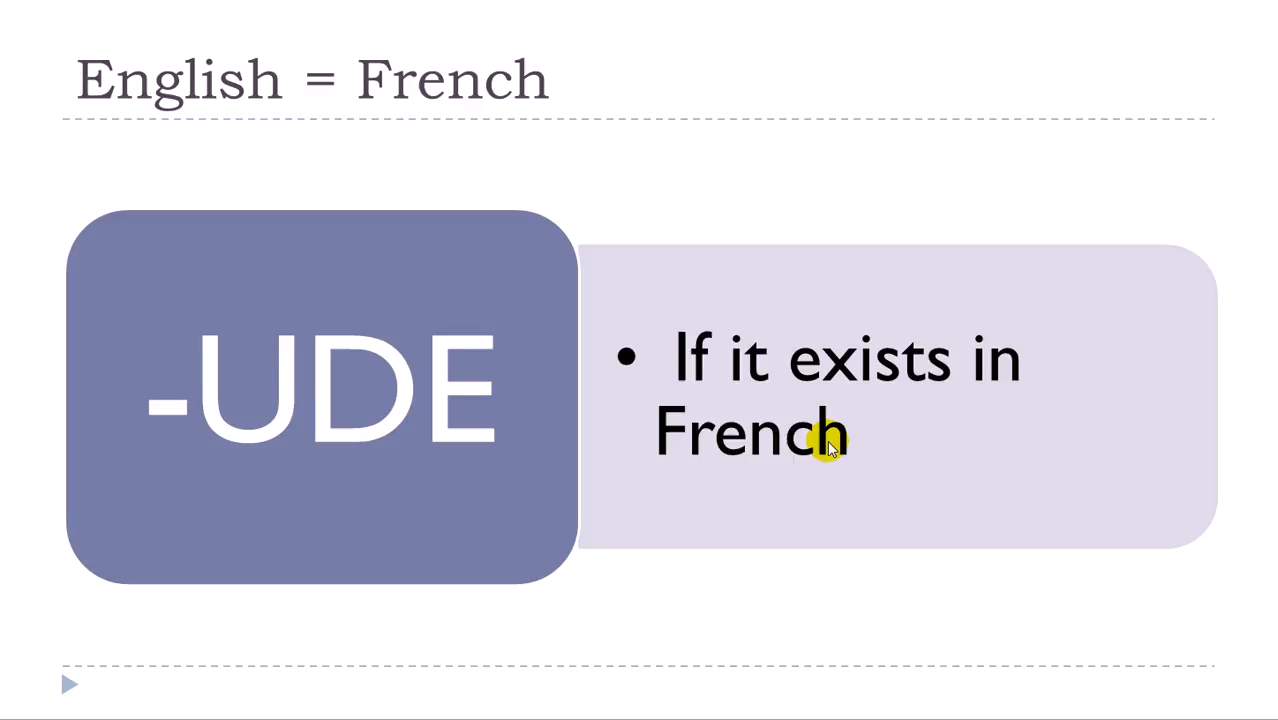 English = French
-UDE
• If it exists in
French